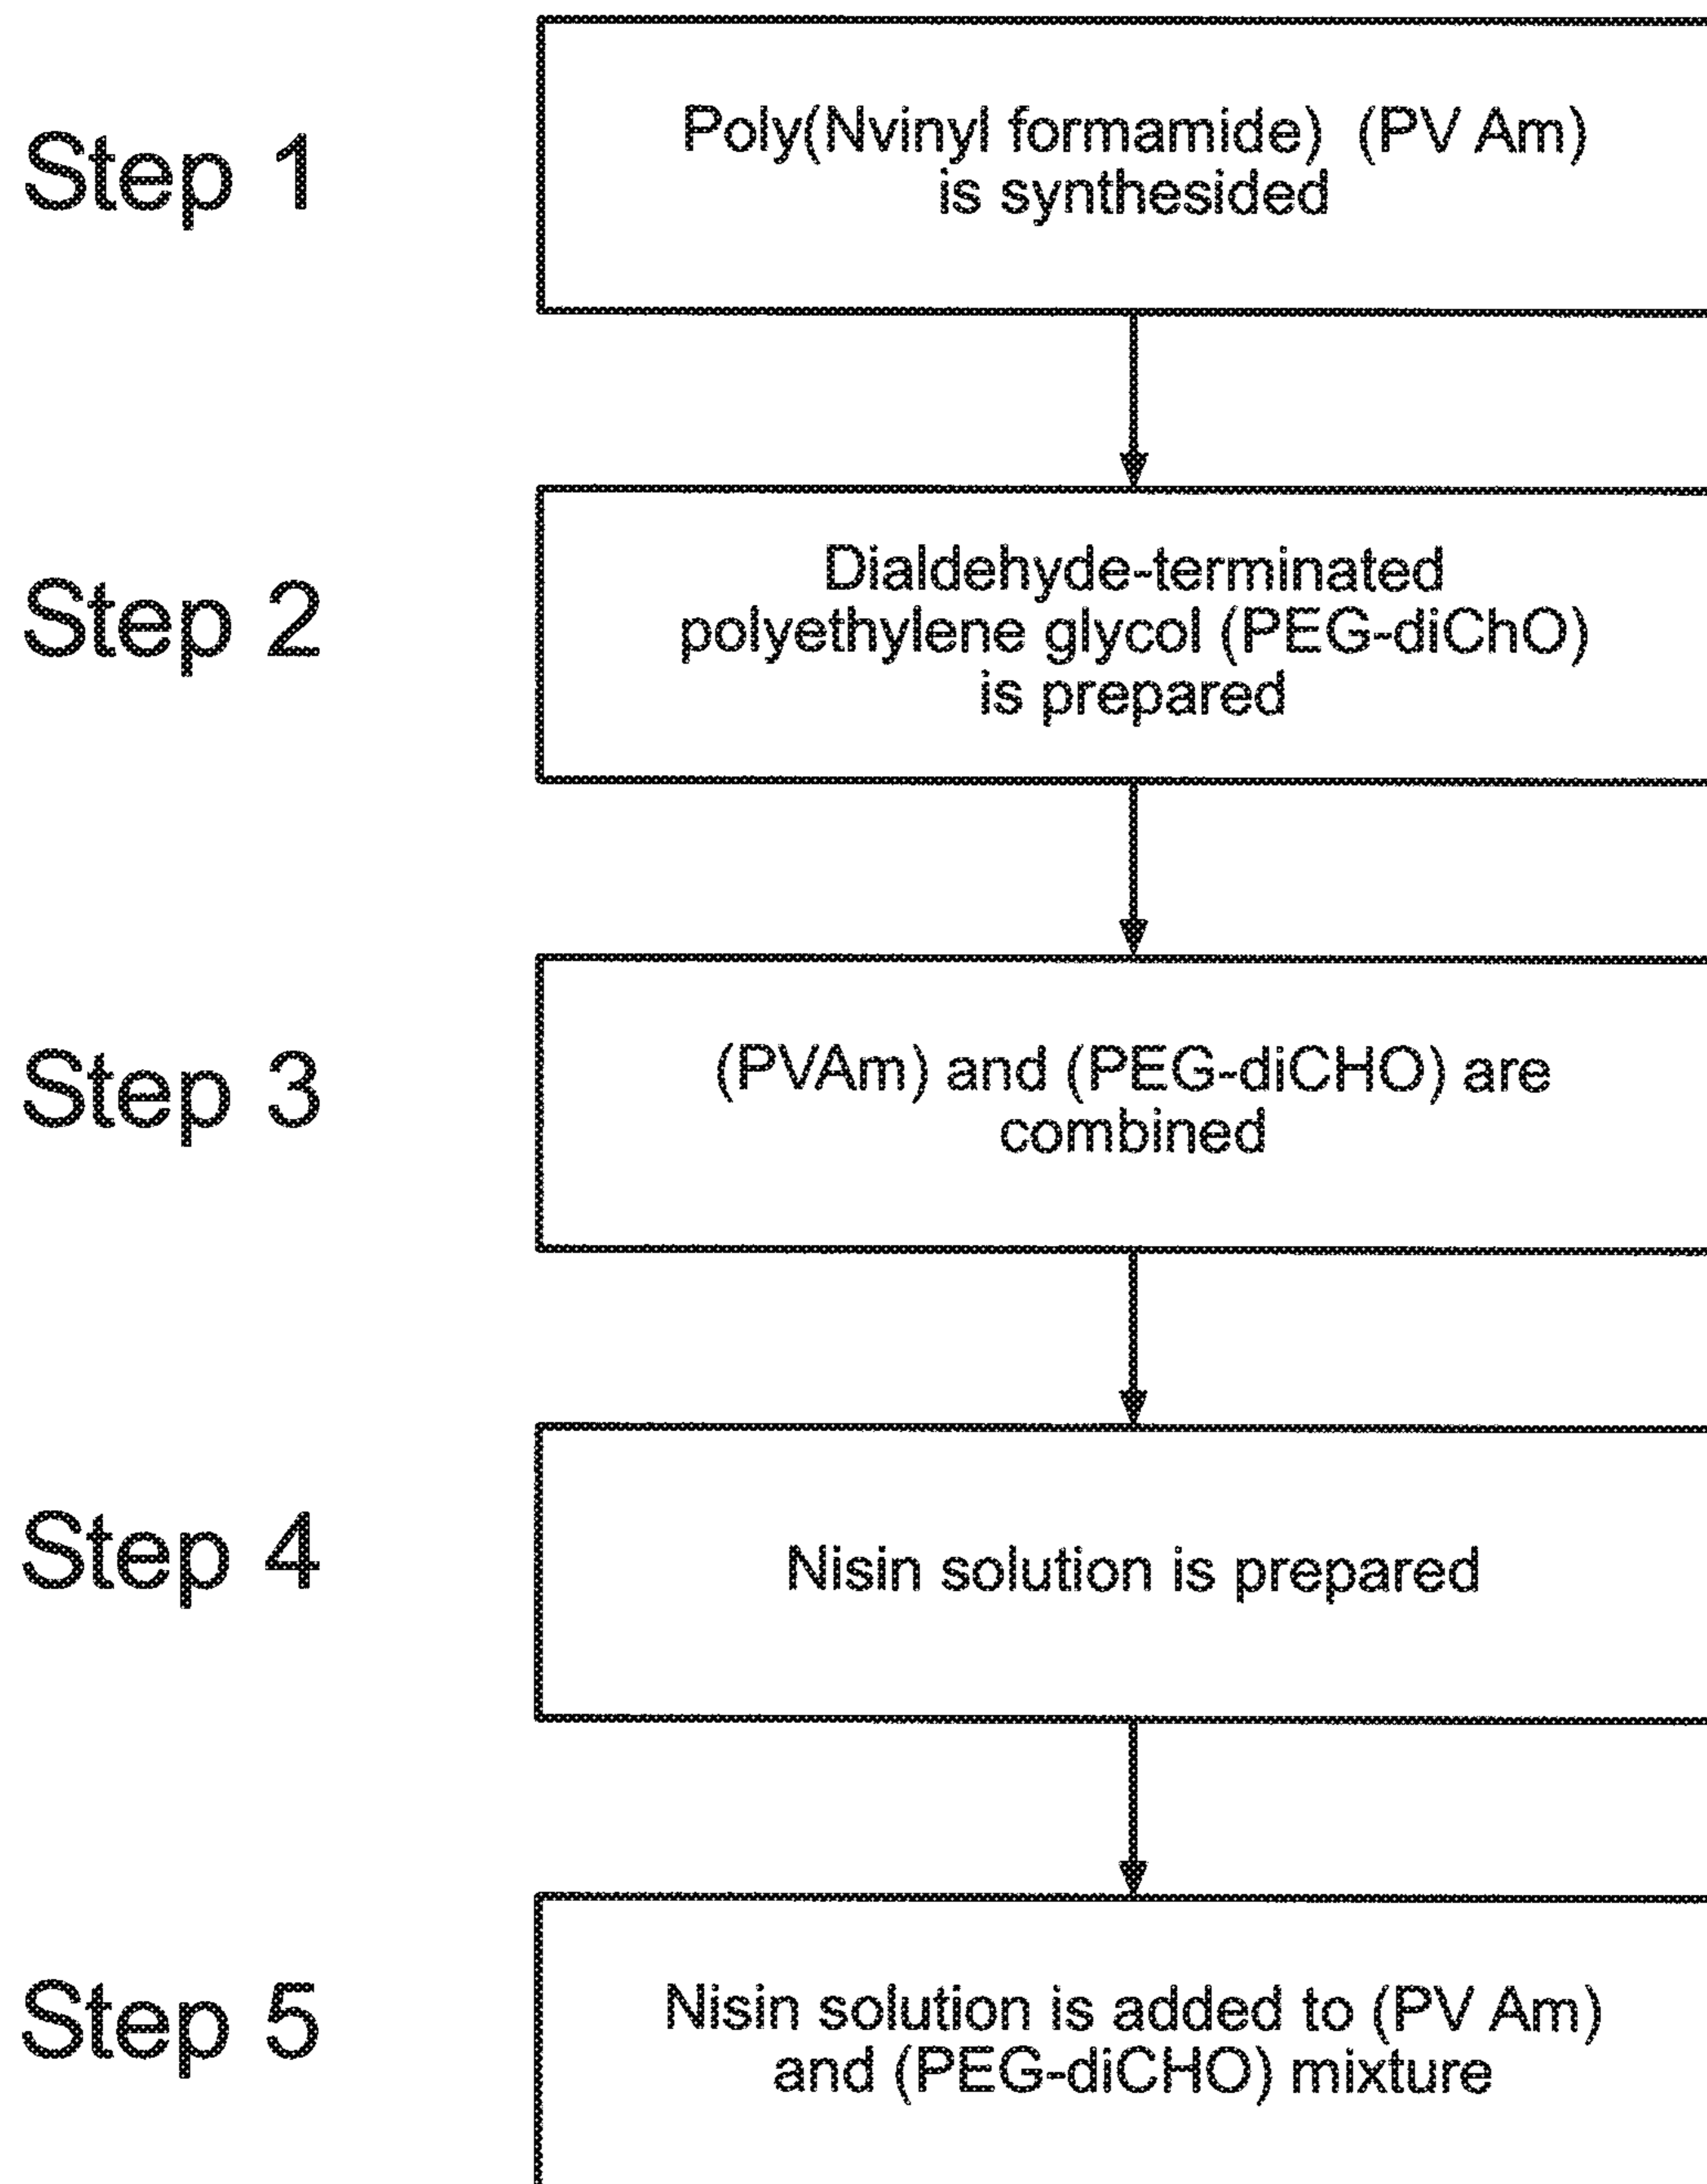 Step 1
Poly(Nvinyl formamide) (PV Am)
is synthesided
Step 2
Dialdehyde-terminated
polyethylene glycol (PEG-diChO)
is prepared
Step 3
(PVAm) and (PEG-diCHO) are
combined
Step 4
Nisin solution is prepared
Step 5
Nisin solution is added to (PV Am)
and (PEG-diCHO) mixture